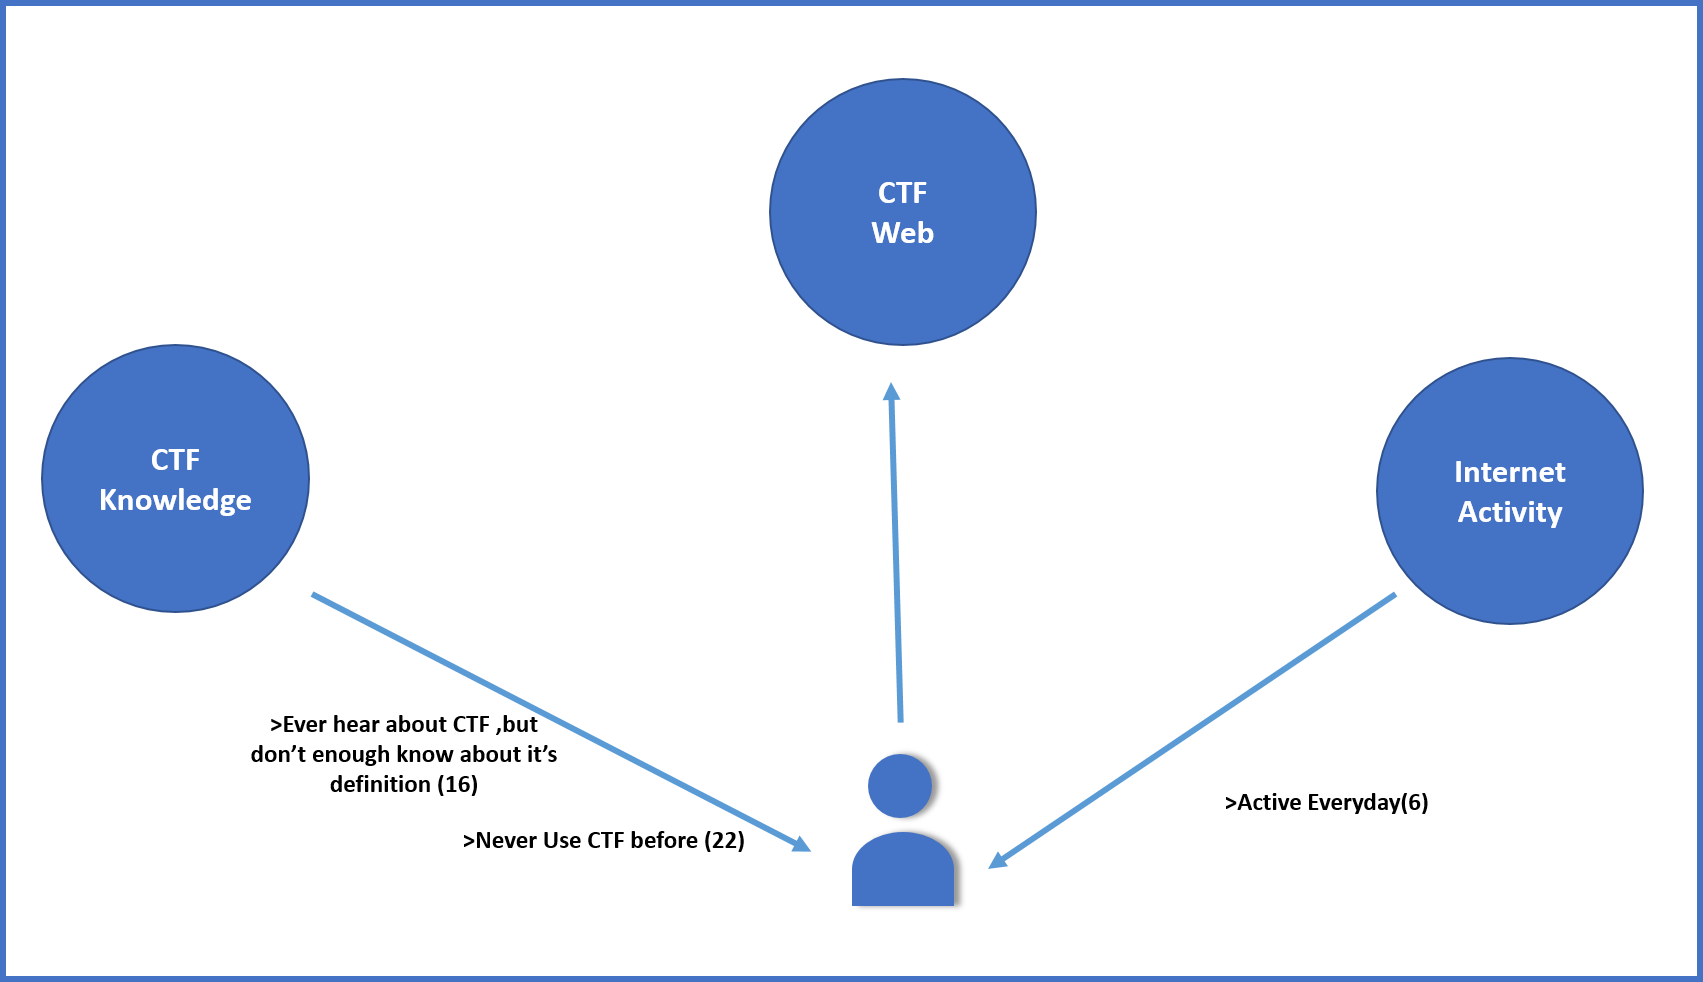 CTF
Web
CTF
Knowledge
Internet
Activity
>Ever hear about CTF ,but
don’t enough know about it’s
definition (16)
>Never Use CTF before (22)
>Active Everyday(6)